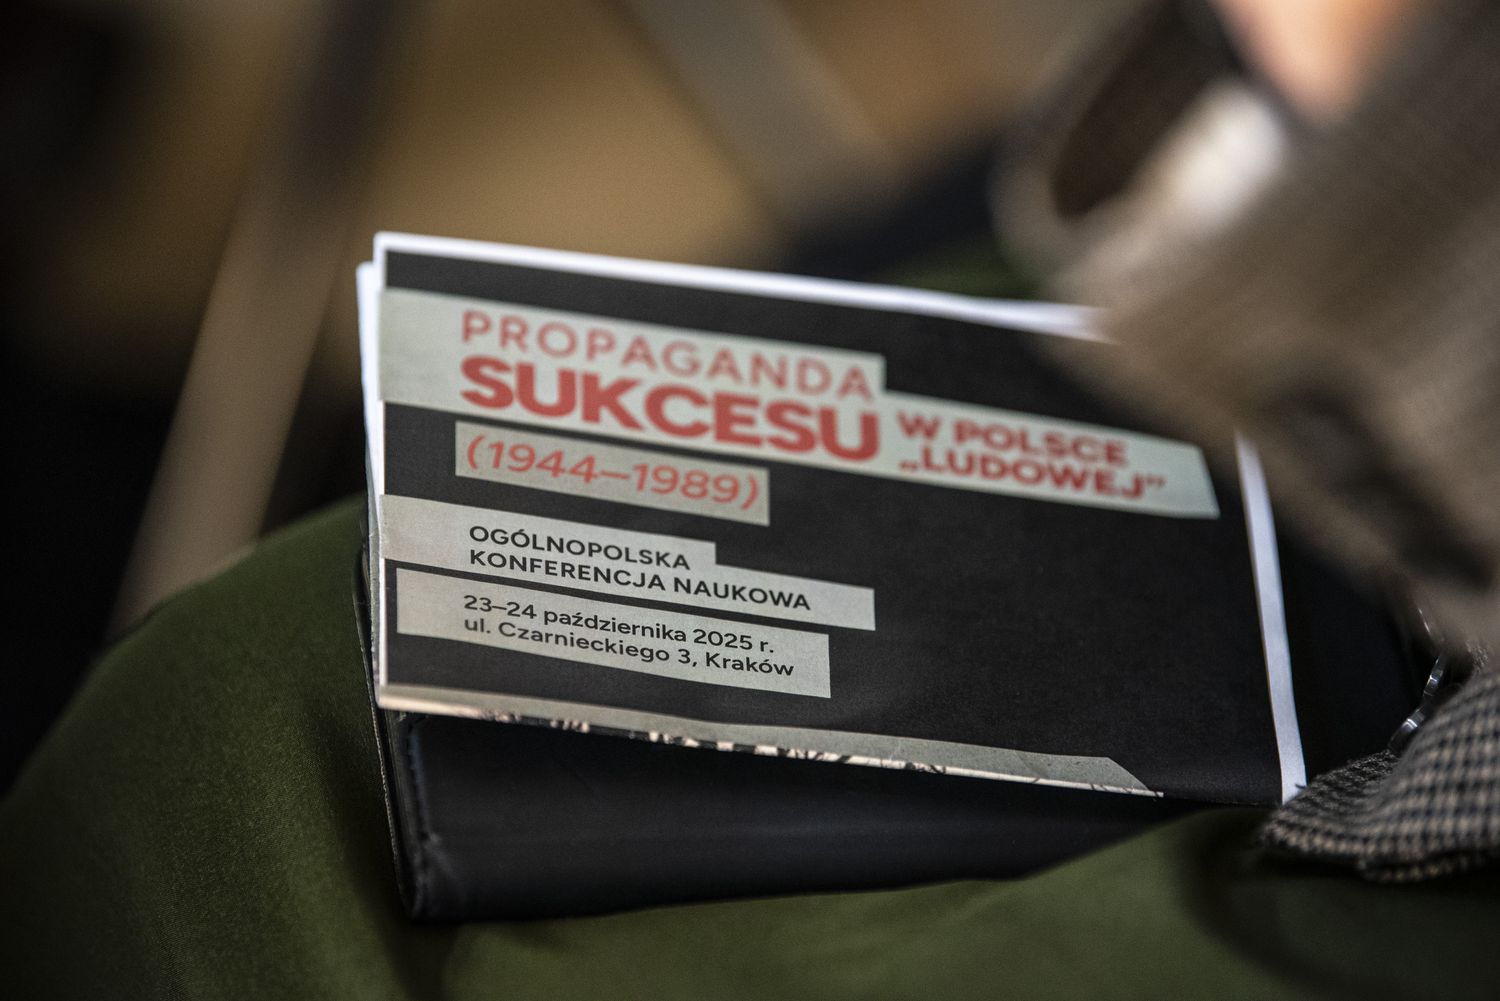 PROPAGANDA
SUKCESU W POLSCE
„LUDOWEJ”
(1944–1989)
OGÓLNOPOLSKA
KONFERENCJA NAUKOWA
23–24 października 2025 r.
ul. Czarnieckiego 3, Kraków